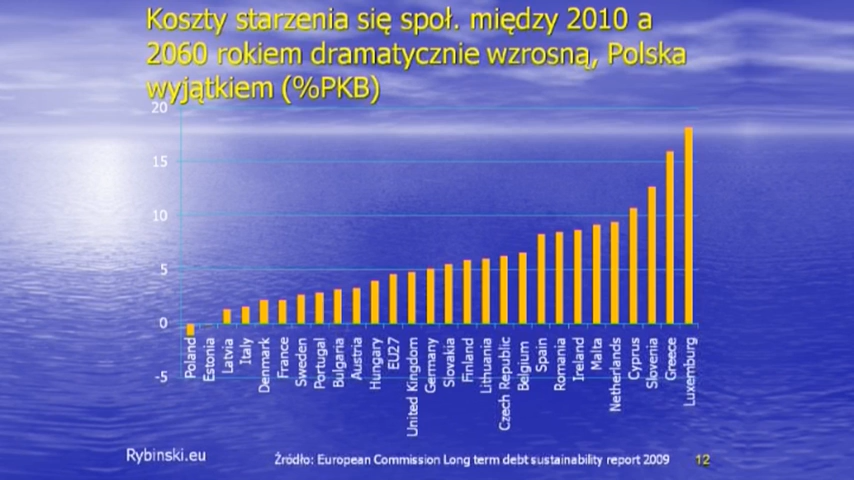 Koszty starzenia się społ. między 2010 a
2060 rokiem dramatycznie wzrosną, Polska
wyjątkiem (%PKB)
20
15
10
5
0
-5
Poland
Estonia
Latvia
Italy
Denmark
France
Sweden
Portugal
Bulgaria
Austria
Hungary
EU27
United Kingdom
Germany
Slovakia
Finland
Lithuania
Czech Republic
Belgium
Spain
Romania
Ireland
Malta
Netherlands
Cyprus
Slovenia
Greece
Luxemburg
Rybinski.eu
Źródło: European Commission Long term debt sustainability report 2009
12